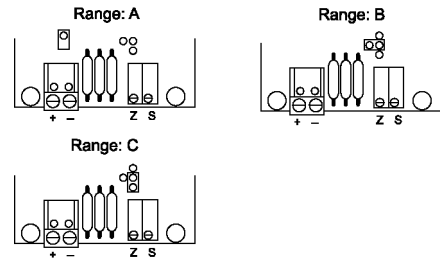 Range: A
Range: B
+ – Z S
+ – Z S
Range: C
+ – Z S